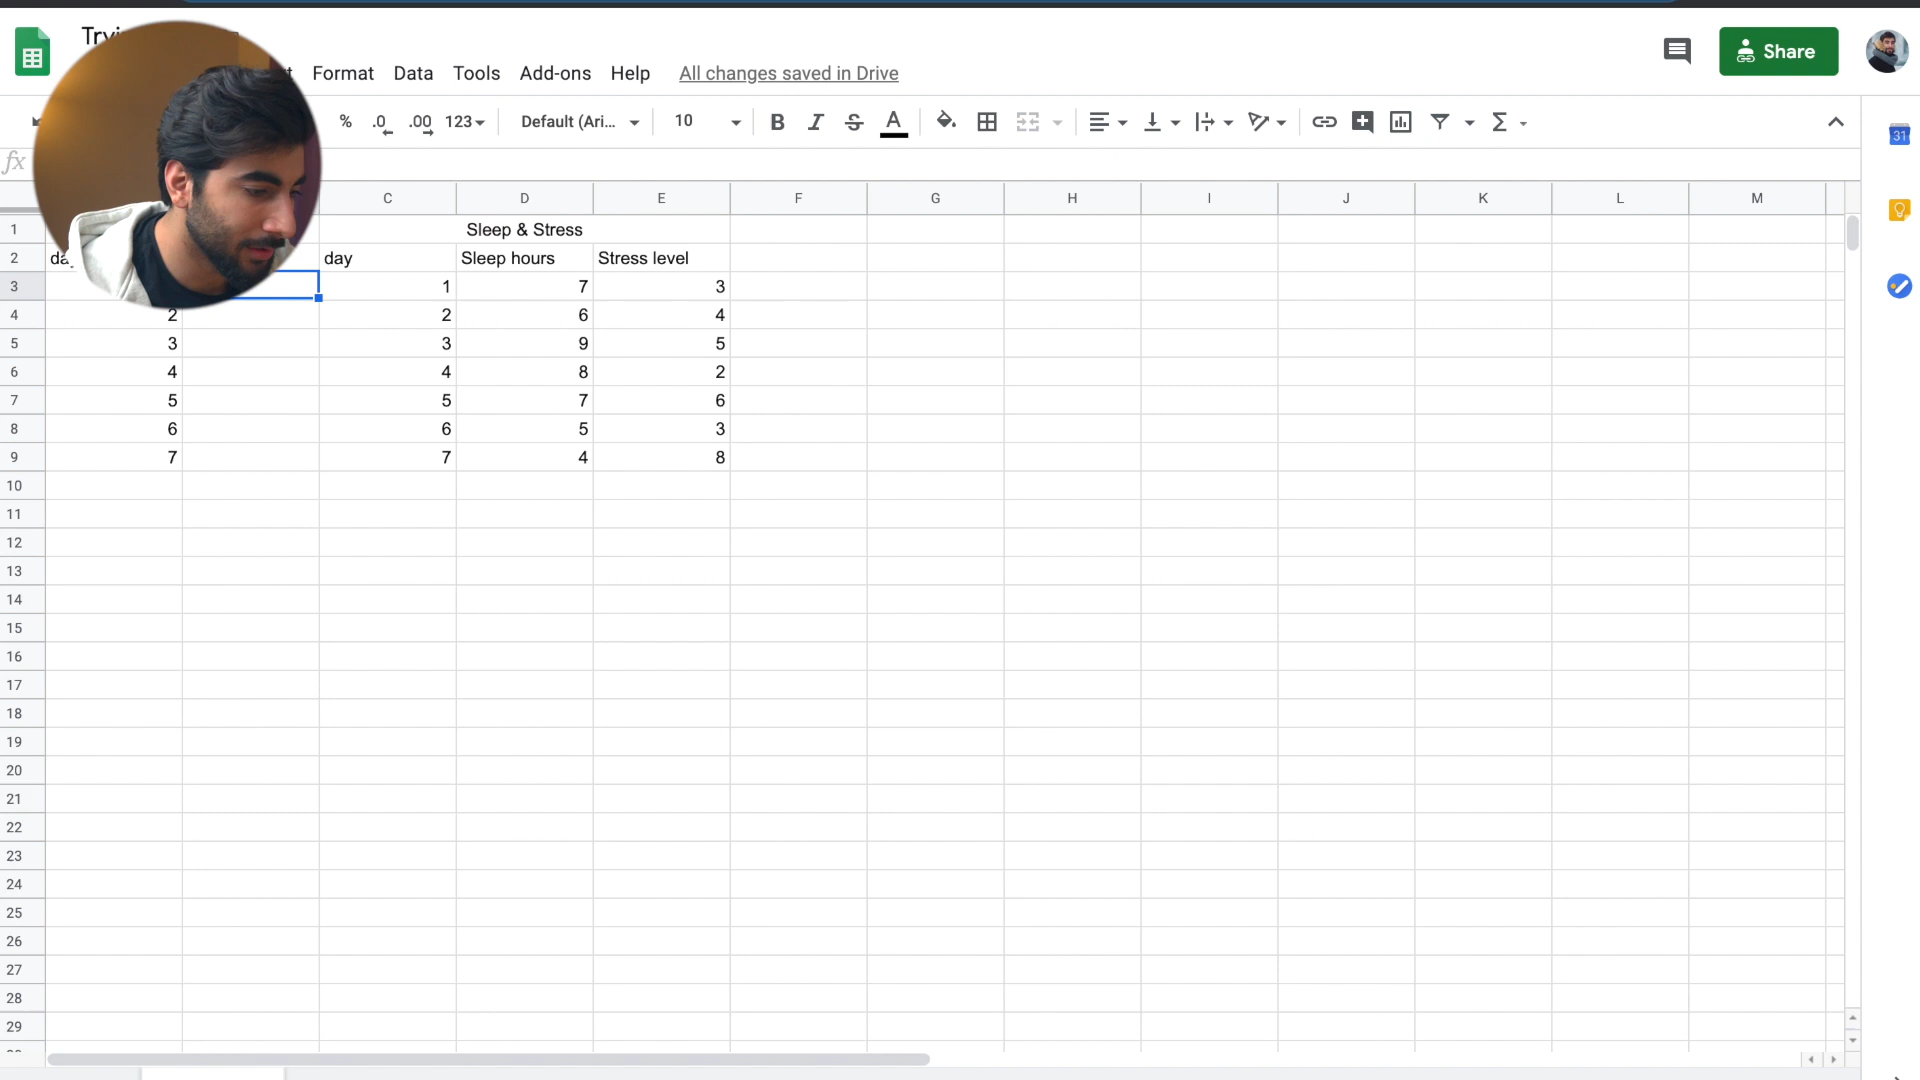 Format Data Tools Add-ons Help All changes saved in Drive
Share
% .0 .00 123 Default (Ari... 10 B I S A Σ
31
fx
C D E F G H I J K L M
1 Sleep & Stress
2 day Sleep hours Stress level
3 1 7 3
4 2 2 6 4
5 3 3 9 5
6 4 4 8 2
7 5 5 7 6
8 6 6 5 3
9 7 7 4 8
10
11
12
13
14
15
16
17
18
19
20
21
22
23
24
25
26
27
28
29